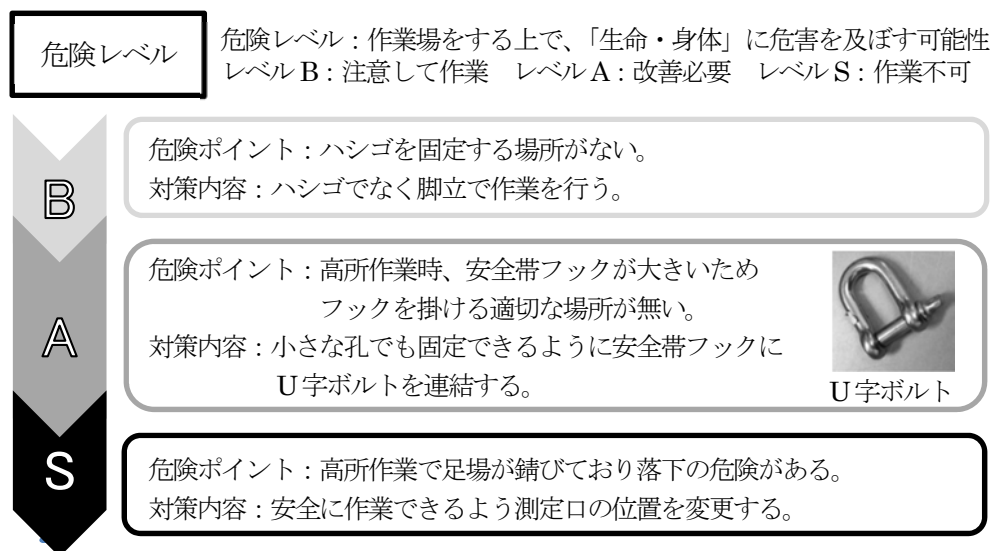 危険レベル
危険レベル：作業場をする上で、「生命・身体」に危害を及ぼす可能性
レベルB：注意して作業　レベルA：改善必要　レベルS：作業不可
B
危険ポイント：ハシゴを固定する場所がない。
対策内容：ハシゴでなく脚立で作業を行う。
A
危険ポイント：高所作業時、安全帯フックが大きいため
フックを掛ける適切な場所が無い。
対策内容：小さな孔でも固定できるように安全帯フックに
U字ボルトを連結する。
U字ボルト
S
危険ポイント：高所作業で足場が錆びており落下の危険がある。
対策内容：安全に作業できるよう測定口の位置を変更する。